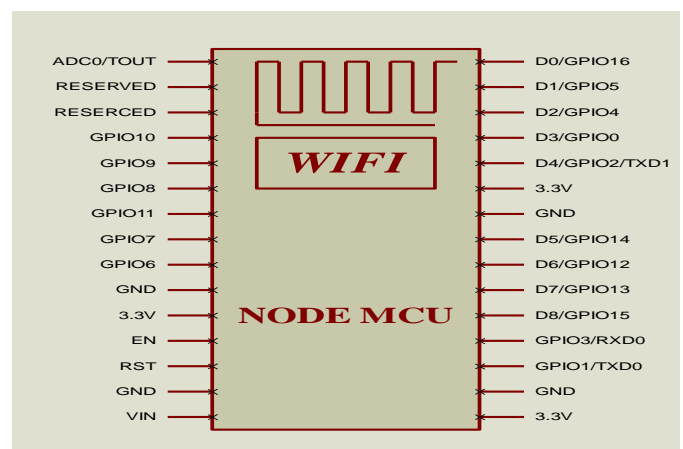 ADC0/TOUT
RESERVED
RESERCED
GPIO10
GPIO9
GPIO8
GPIO11
GPIO7
GPIO6
GND
3.3V
EN
RST
GND
VIN
WIFI
NODE MCU
D0/GPIO16
D1/GPIO5
D2/GPIO4
D3/GPIO0
D4/GPIO2/TXD1
3.3V
GND
D5/GPIO14
D6/GPIO12
D7/GPIO13
D8/GPIO15
GPIO3/RXD0
GPIO1/TXD0
GND
3.3V